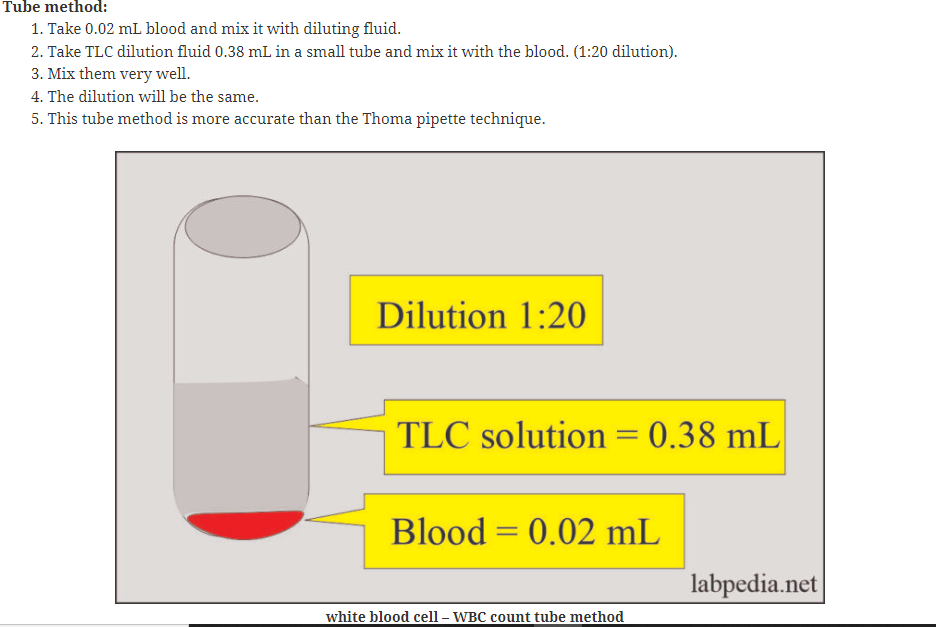 Tube method:
1. Take 0.02 mL blood and mix it with diluting fluid.
2. Take TLC dilution fluid 0.38 mL in a small tube and mix it with the blood. (1:20 dilution).
3. Mix them very well.
4. The dilution will be the same.
5. This tube method is more accurate than the Thoma pipette technique.
Dilution 1:20
TLC solution = 0.38 mL
Blood = 0.02 mL
labpedia.net
white blood cell – WBC count tube method